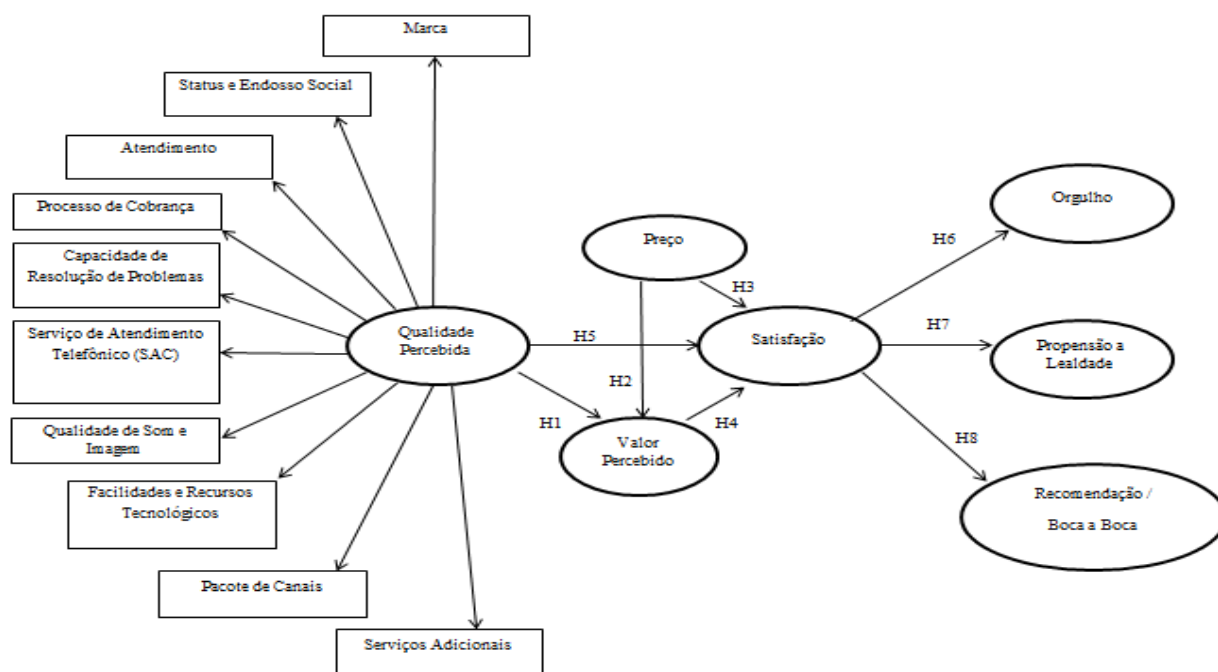 Marca
Status e Endosso Social
Atendimento
Processo de Cobrança
Capacidade de
Resolução de Problemas
Serviço de Atendimento
Telefônico (SAC)
Qualidade de Som e
Imagem
Facilidades e Recursos
Tecnológicos
Pacote de Canais
Serviços Adicionais
Qualidade
Percebida
H5
H1
Preço
H3
H2
Valor
Percebido
H4
Satisfação
H6
H7
H8
Orgulho
Propensão a
Lealdade
Recomendação /
Boca a Boca